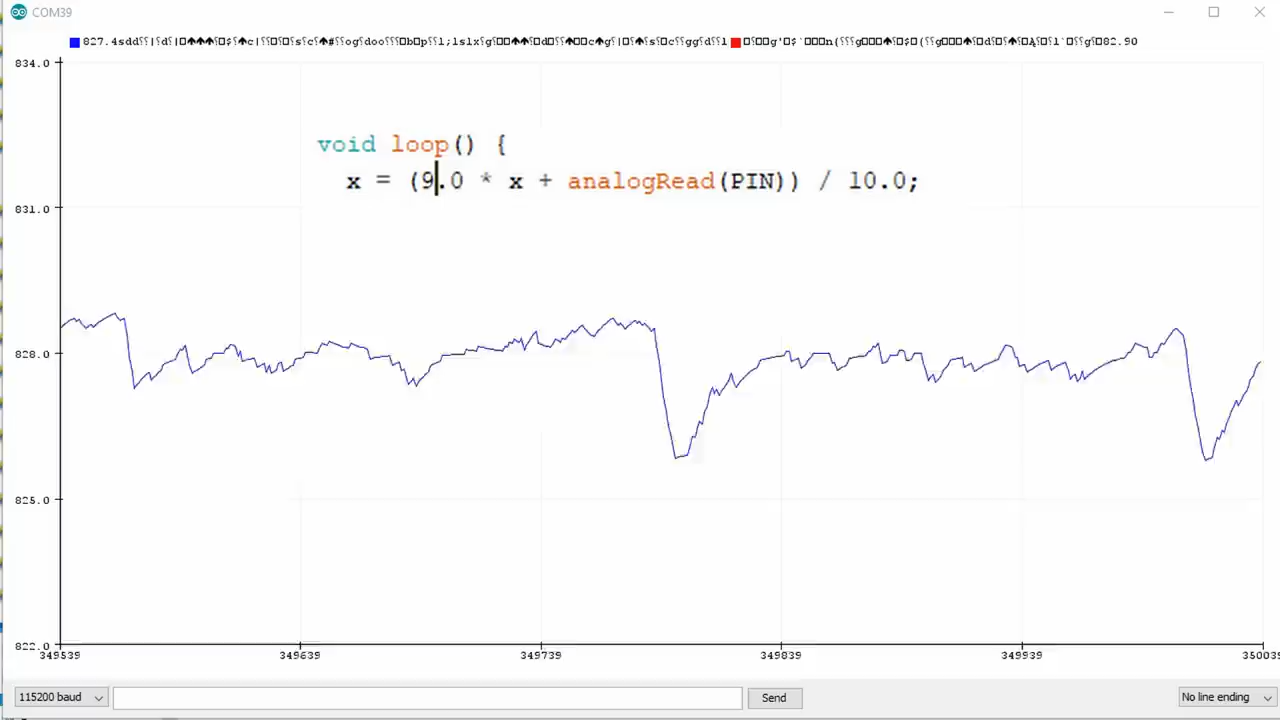 COM39
void loop() {
x = (9.0 * x + analogRead(PIN)) / 10.0;
834.0
831.0
828.0
825.0
822.0
349539
349639
349739
349839
349939
350039
115200 baud
Send
No line ending